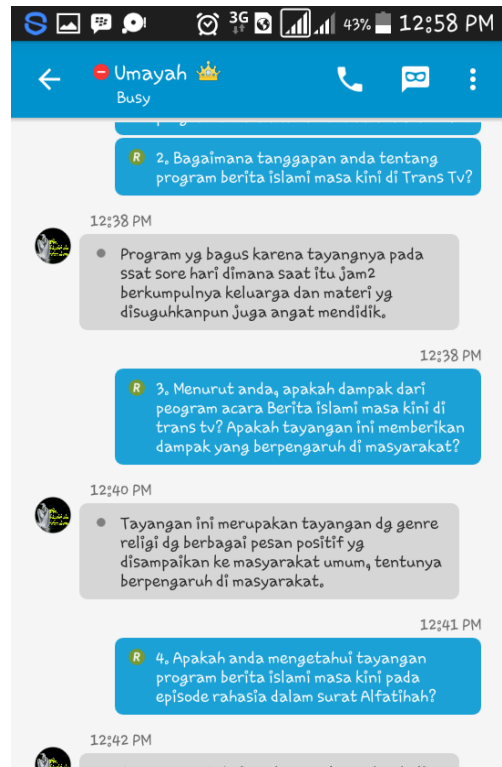 3G 43% 12:58 PM
Umayah
Busy
2. Bagaimana tanggapan anda tentang
program berita islami masa kini di Trans Tv?
12:38 PM
Program yg bagus karena tayangnya pada
ssat sore hari dimana saat itu jam2
berkumpulnya keluarga dan materi yg
disuguhkanpun juga angat mendidik.
12:38 PM
3. Menurut anda, apakah dampak dari
peogram acara Berita islami masa kini di
trans tv? Apakah tayangan ini memberikan
dampak yang berpengaruh di masyarakat?
12:40 PM
Tayangan ini merupakan tayangan dg genre
religi dg berbagai pesan positif yg
disampaikan ke masyarakat umum, tentunya
berpengaruh di masyarakat.
12:41 PM
4. Apakah anda mengetahui tayangan
program berita islami masa kini pada
episode rahasia dalam surat Alfatihah?
12:42 PM